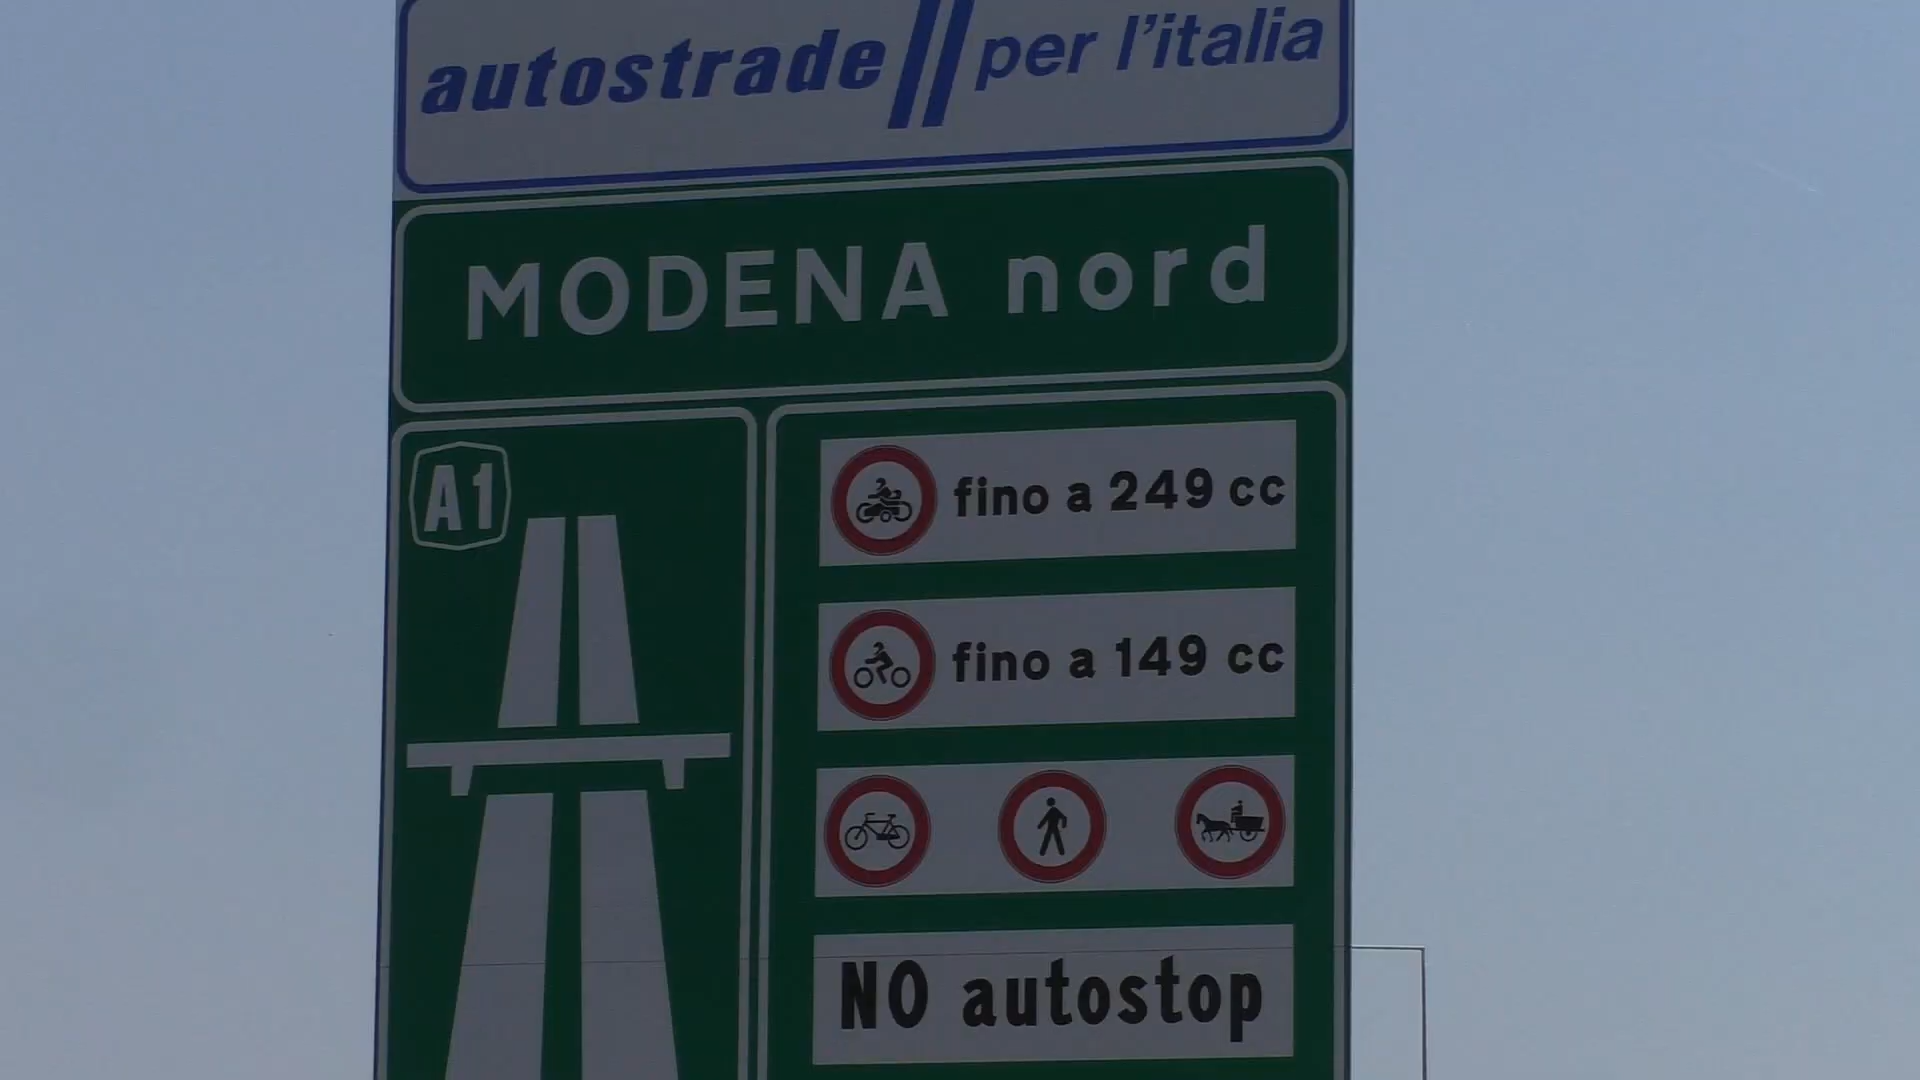 autostrade per l'italia
MODENA nord
A1
fino a 249 cc
fino a 149 cc
NO autostop